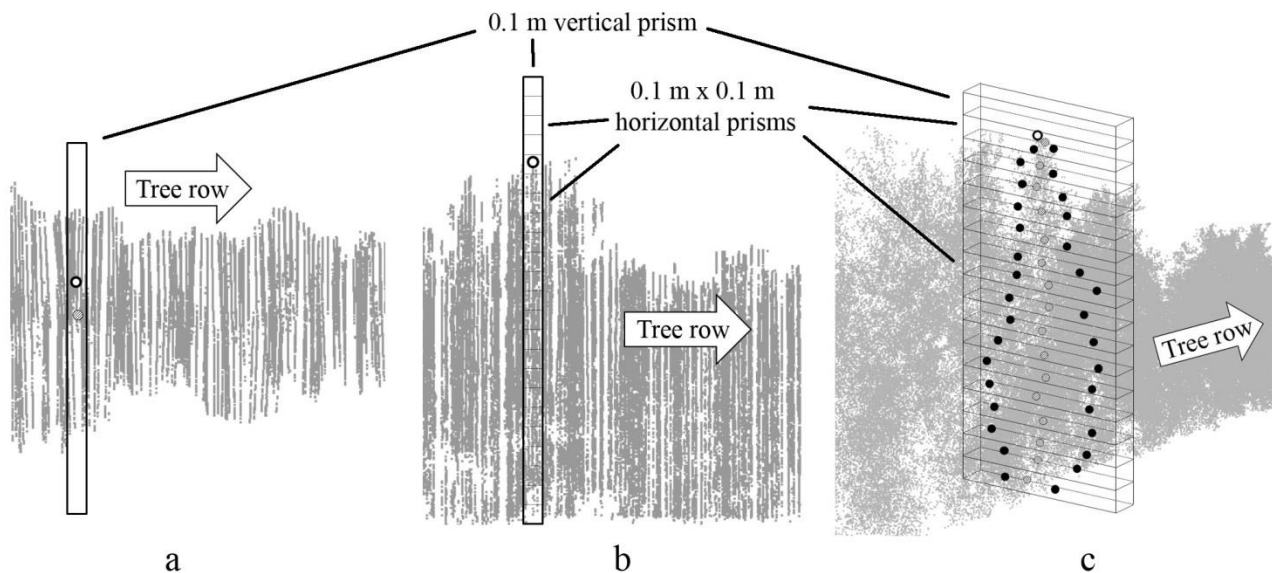 0.1 m vertical prism
0.1 m x 0.1 m
horizontal prisms
Tree row
Tree row
Tree row
a
b
c